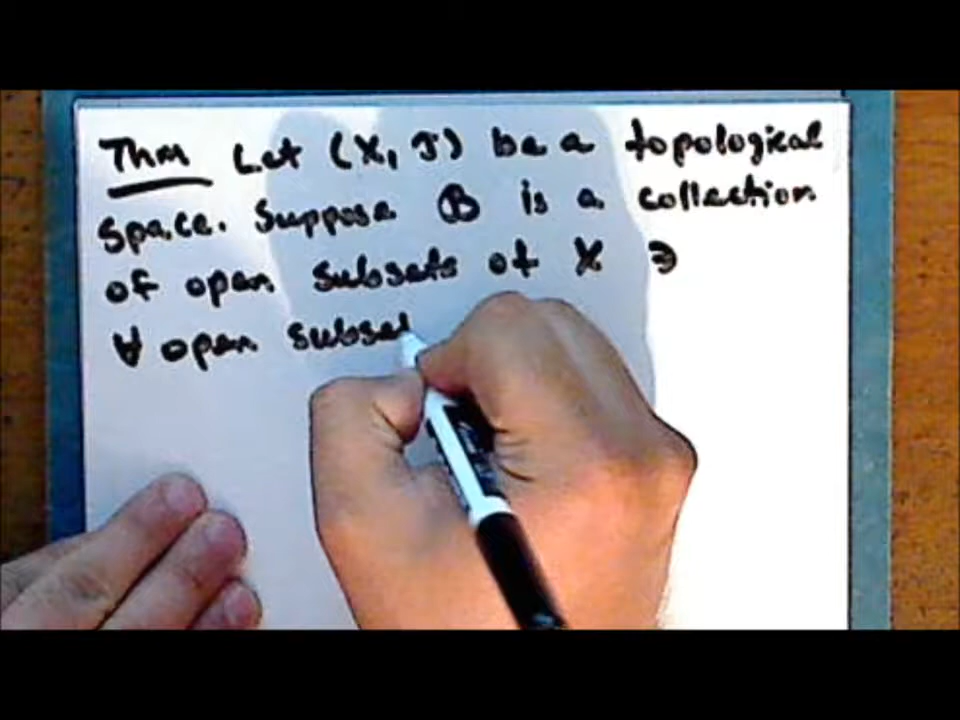 Thm Let (X, T) be a topological
space. Suppose B is a collection
of open subsets of X ∋
∀ open subset